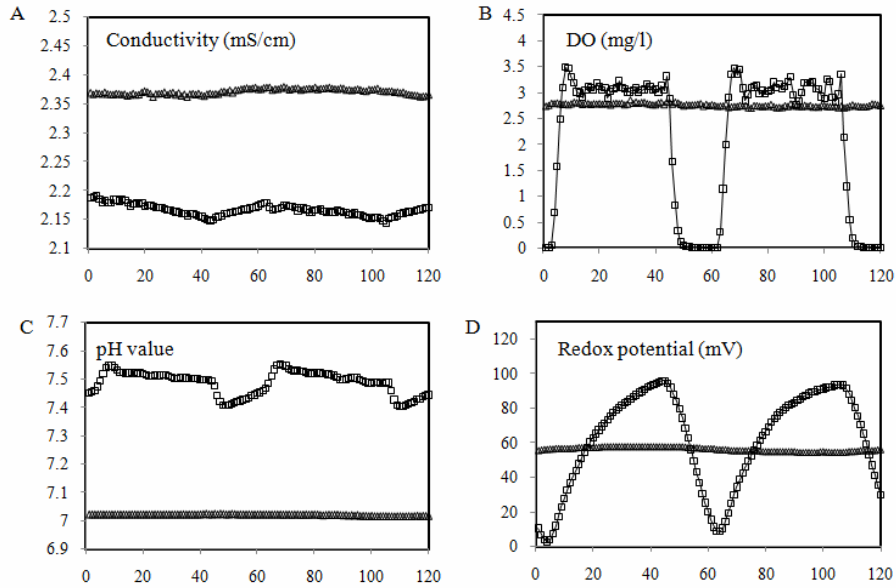 A
Conductivity (mS/cm)
2.5
2.45
2.4
2.35
2.3
2.25
2.2
2.15
2.1
0 20 40 60 80 100 120
B
DO (mg/l)
4.5
4
3.5
3
2.5
2
1.5
1
0.5
0
0 20 40 60 80 100 120
C
pH value
7.7
7.6
7.5
7.4
7.3
7.2
7.1
7
6.9
0 20 40 60 80 100 120
D
Redox potential (mV)
100
80
60
40
20
0
0 20 40 60 80 100 120